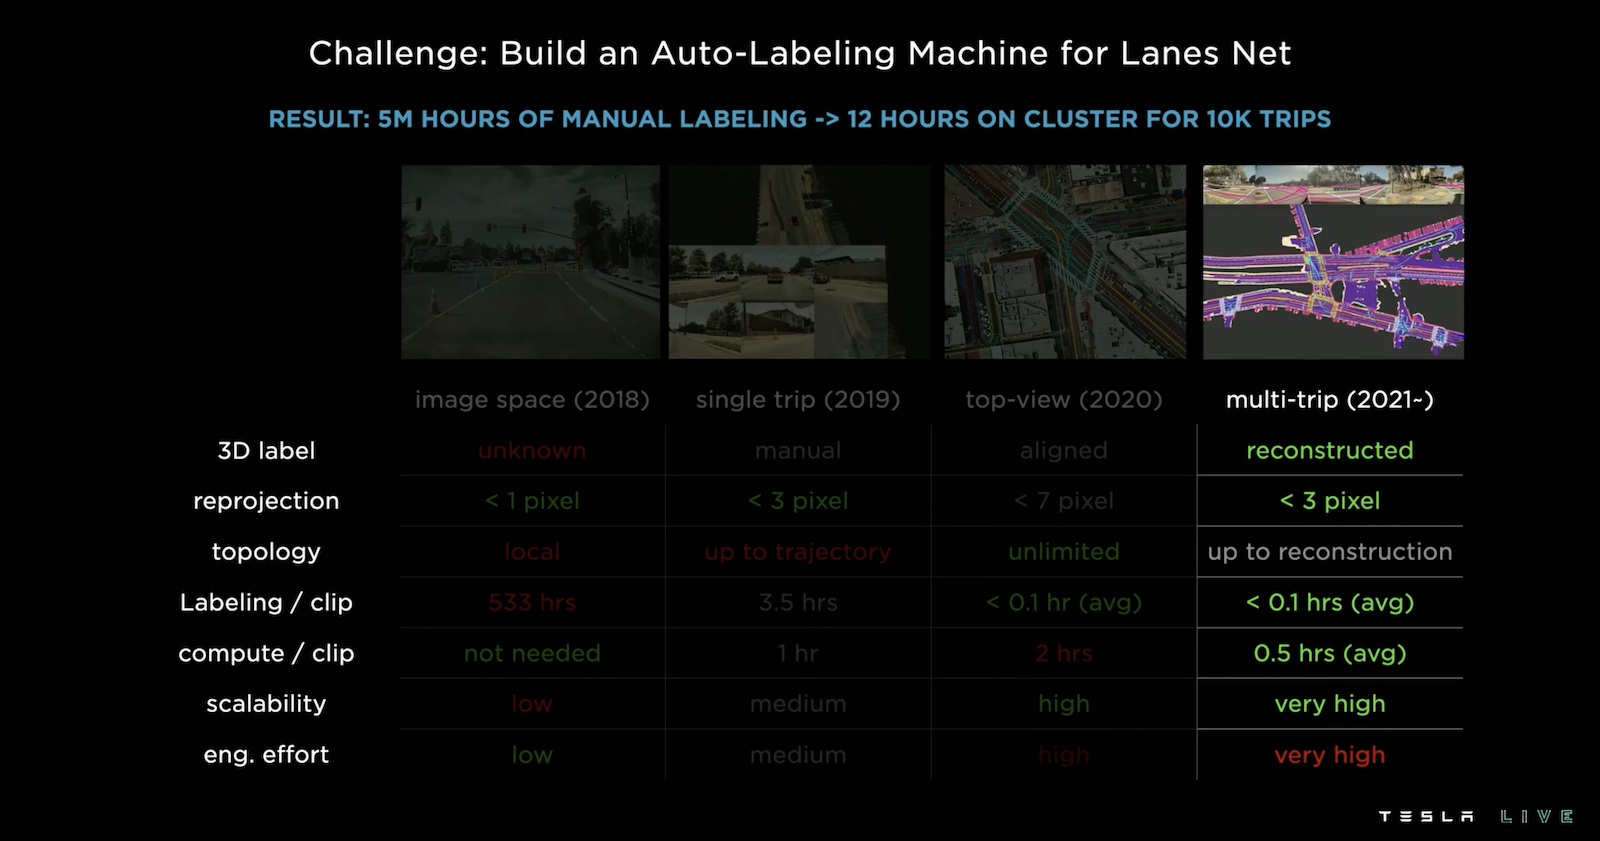 Challenge: Build an Auto-Labeling Machine for Lanes Net
RESULT: 5M HOURS OF MANUAL LABELING -> 12 HOURS ON CLUSTER FOR 10K TRIPS
image space (2018) single trip (2019) top-view (2020) multi-trip (2021~)
3D label unknown manual aligned reconstructed
reprojection < 1 pixel < 3 pixel < 7 pixel < 3 pixel
topology local up to trajectory unlimited up to reconstruction
Labeling / clip 533 hrs 3.5 hrs < 0.1 hr (avg) < 0.1 hrs (avg)
compute / clip not needed 1 hr 2 hrs 0.5 hrs (avg)
scalability low medium high very high
eng. effort low medium high very high
TESLA LIVE